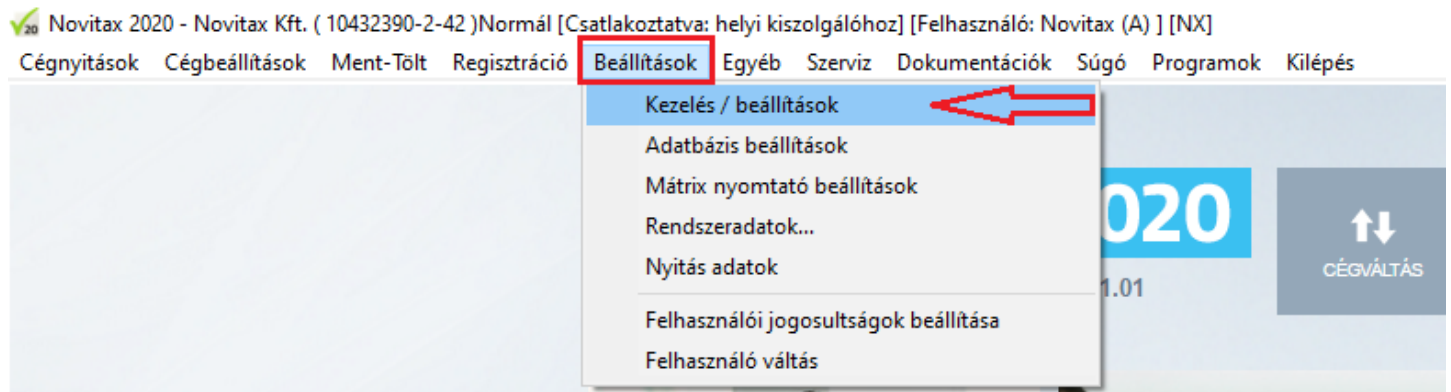 20 Novitax 2020 - Novitax Kft. ( 10432390-2-42 )Normál [Csatlakoztatva: helyi kiszolgálóhoz] [Felhasználó: Novitax (A) ] [NX]
Cégnyitások Cégbeállítások Ment-Tölt Regisztráció Beállítások Egyéb Szerviz Dokumentációk Súgó Programok Kilépés
Kezelés / beállítások
Adatbázis beállítások
Mátrix nyomtató beállítások
Rendszeradatok...
Nyitás adatok
Felhasználói jogosultságok beállítása
Felhasználó váltás
020
1.01
CÉGVÁLTÁS